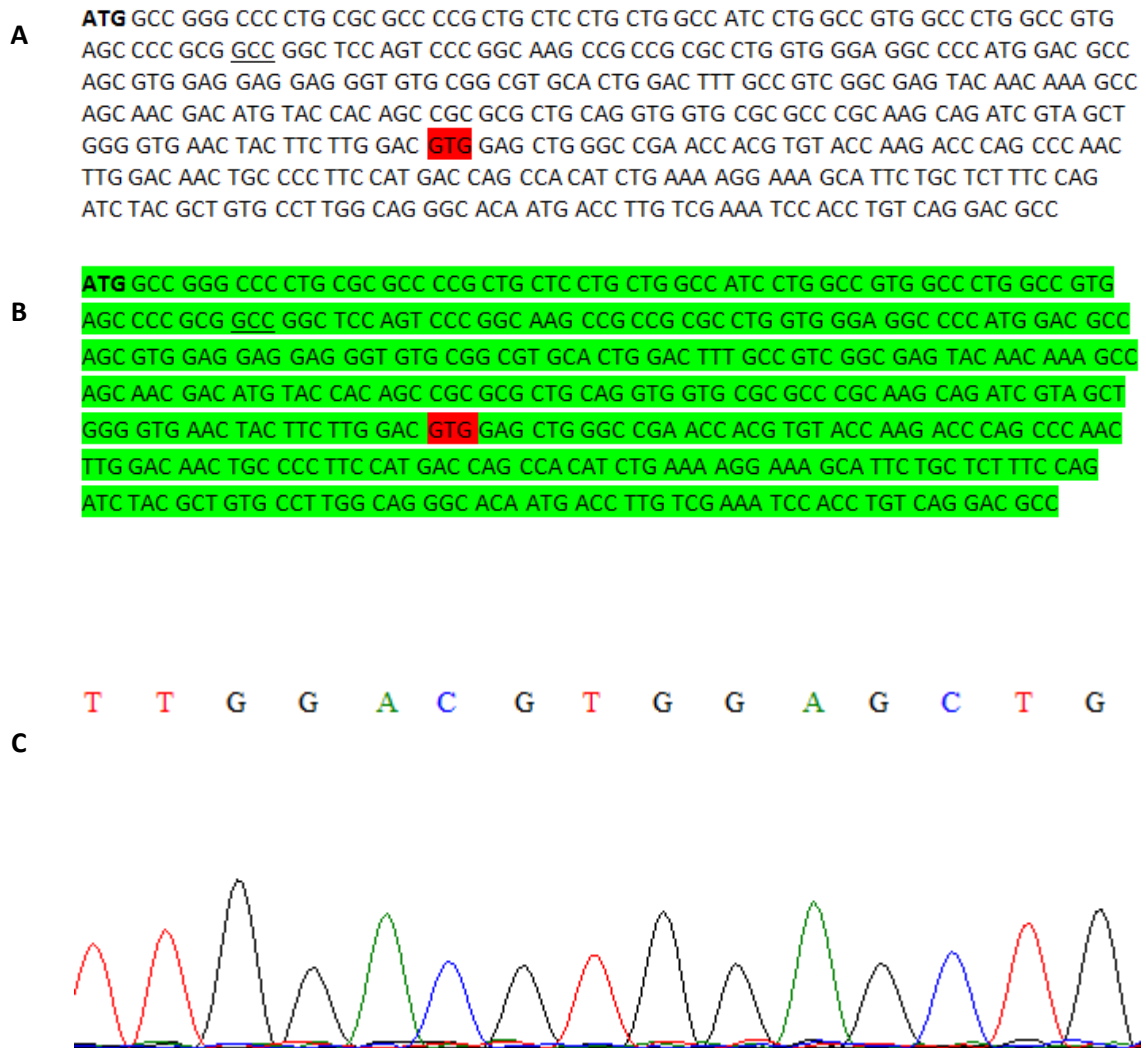 A
ATG GCC GGG CCC CTG CGC GCC CCG CTG CTC CTG CTG GCC ATC CTG GCC GTG GCC CTG GCC GTG
AGC CCC GCG GCC GGC TCC AGT CCC GGC AAG CCG CCG CGC CTG GTG GGA GGC CCC ATG GAC GCC
AGC GTG GAG GAG GAG GGT GTG CGG CGT GCA CTG GAC TTT GCC GTC GGC GAG TAC AAC AAA GCC
AGC AAC GAC ATG TAC CAC AGC CGC GCG CTG CAG GTG GTG CGC GCC CGC AAG CAG ATC GTA GCT
GGG GTG AAC TAC TTC TTG GAC GTG GAG CTG GGC CGA ACC ACG TGT ACC AAG ACC CAG CCC AAC
TTG GAC AAC TGC CCC TTC CAT GAC CAG CCA CAT CTG AAA AGG AAA GCA TTC TGC TCT TTC CAG
ATC TAC GCT GTG CCT TGG CAG GGC ACA ATG ACC TTG TCG AAA TCC ACC TGT CAG GAC GCC
B
ATG GCC GGG CCC CTG CGC GCC CCG CTG CTC CTG CTG GCC ATC CTG GCC GTG GCC CTG GCC GTG
AGC CCC GCG GCC GGC TCC AGT CCC GGC AAG CCG CCG CGC CTG GTG GGA GGC CCC ATG GAC GCC
AGC GTG GAG GAG GAG GGT GTG CGG CGT GCA CTG GAC TTT GCC GTC GGC GAG TAC AAC AAA GCC
AGC AAC GAC ATG TAC CAC AGC CGC GCG CTG CAG GTG GTG CGC GCC CGC AAG CAG ATC GTA GCT
GGG GTG AAC TAC TTC TTG GAC GTG GAG CTG GGC CGA ACC ACG TGT ACC AAG ACC CAG CCC AAC
TTG GAC AAC TGC CCC TTC CAT GAC CAG CCA CAT CTG AAA AGG AAA GCA TTC TGC TCT TTC CAG
ATC TAC GCT GTG CCT TGG CAG GGC ACA ATG ACC TTG TCG AAA TCC ACC TGT CAG GAC GCC
T T G G A C G T G G A G C T G
C